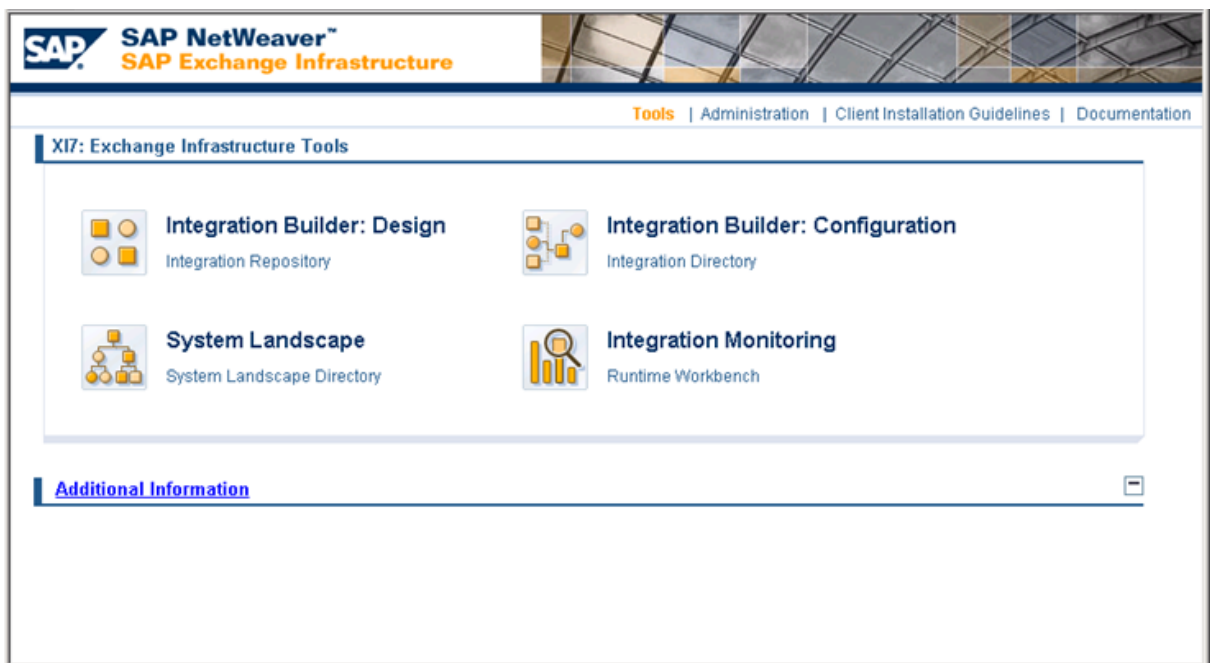 SAP
SAP NetWeaver™
SAP Exchange Infrastructure
Tools | Administration | Client Installation Guidelines | Documentation
XI7: Exchange Infrastructure Tools
Integration Builder: Design
Integration Repository
Integration Builder: Configuration
Integration Directory
System Landscape
System Landscape Directory
Integration Monitoring
Runtime Workbench
Additional Information